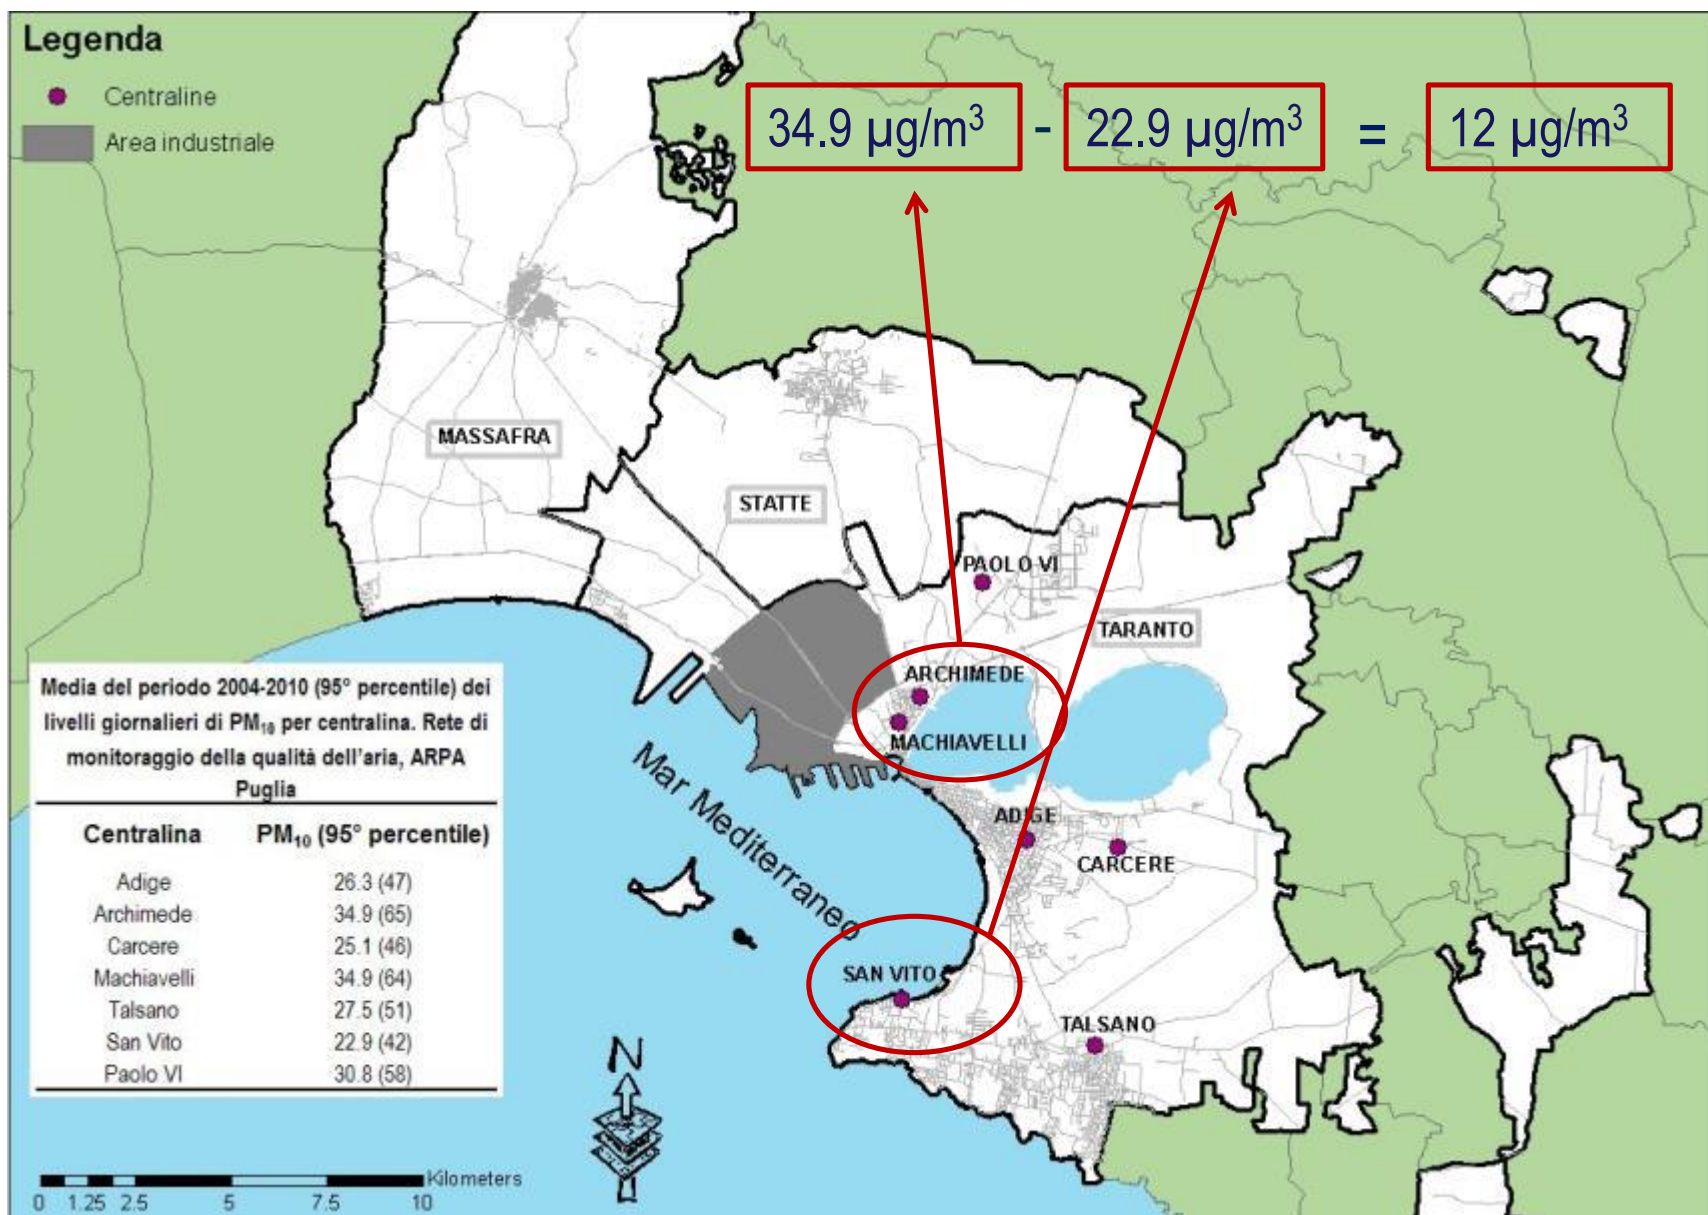 Legenda
Centraline
Area industriale
34.9 µg/m³ - 22.9 µg/m³ = 12 µg/m³
MASSAFRA
STATTE
PAOLO VI
TARANTO
ARCHIMEDE
MACHIAVELLI
Mar Mediterraneo
ADIGE
CARCERE
SAN VITO
TALSANO
Media del periodo 2004-2010 (95° percentile) dei
livelli giornalieri di PM₁₀ per centralina. Rete di
monitoraggio della qualità dell'aria, ARPA
Puglia
Centralina PM₁₀ (95° percentile)
Adige 26.3 (47)
Archimede 34.9 (65)
Carcere 25.1 (46)
Machiavelli 34.9 (64)
Talsano 27.5 (51)
San Vito 22.9 (42)
Paolo VI 30.8 (58)
N
Kilometers
0 1.25 2.5 5 7.5 10